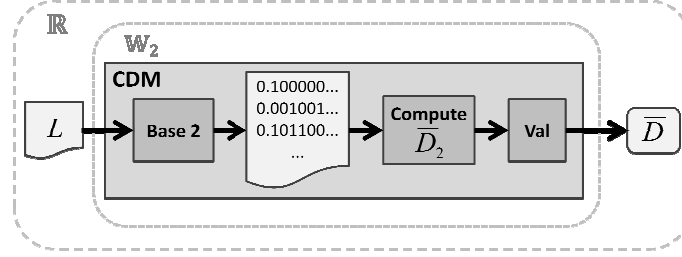 ℝ
𝕎₂
CDM
L
Base 2
0.100000...
0.001001...
0.101100...
...
Compute
D̅₂
Val
D̅